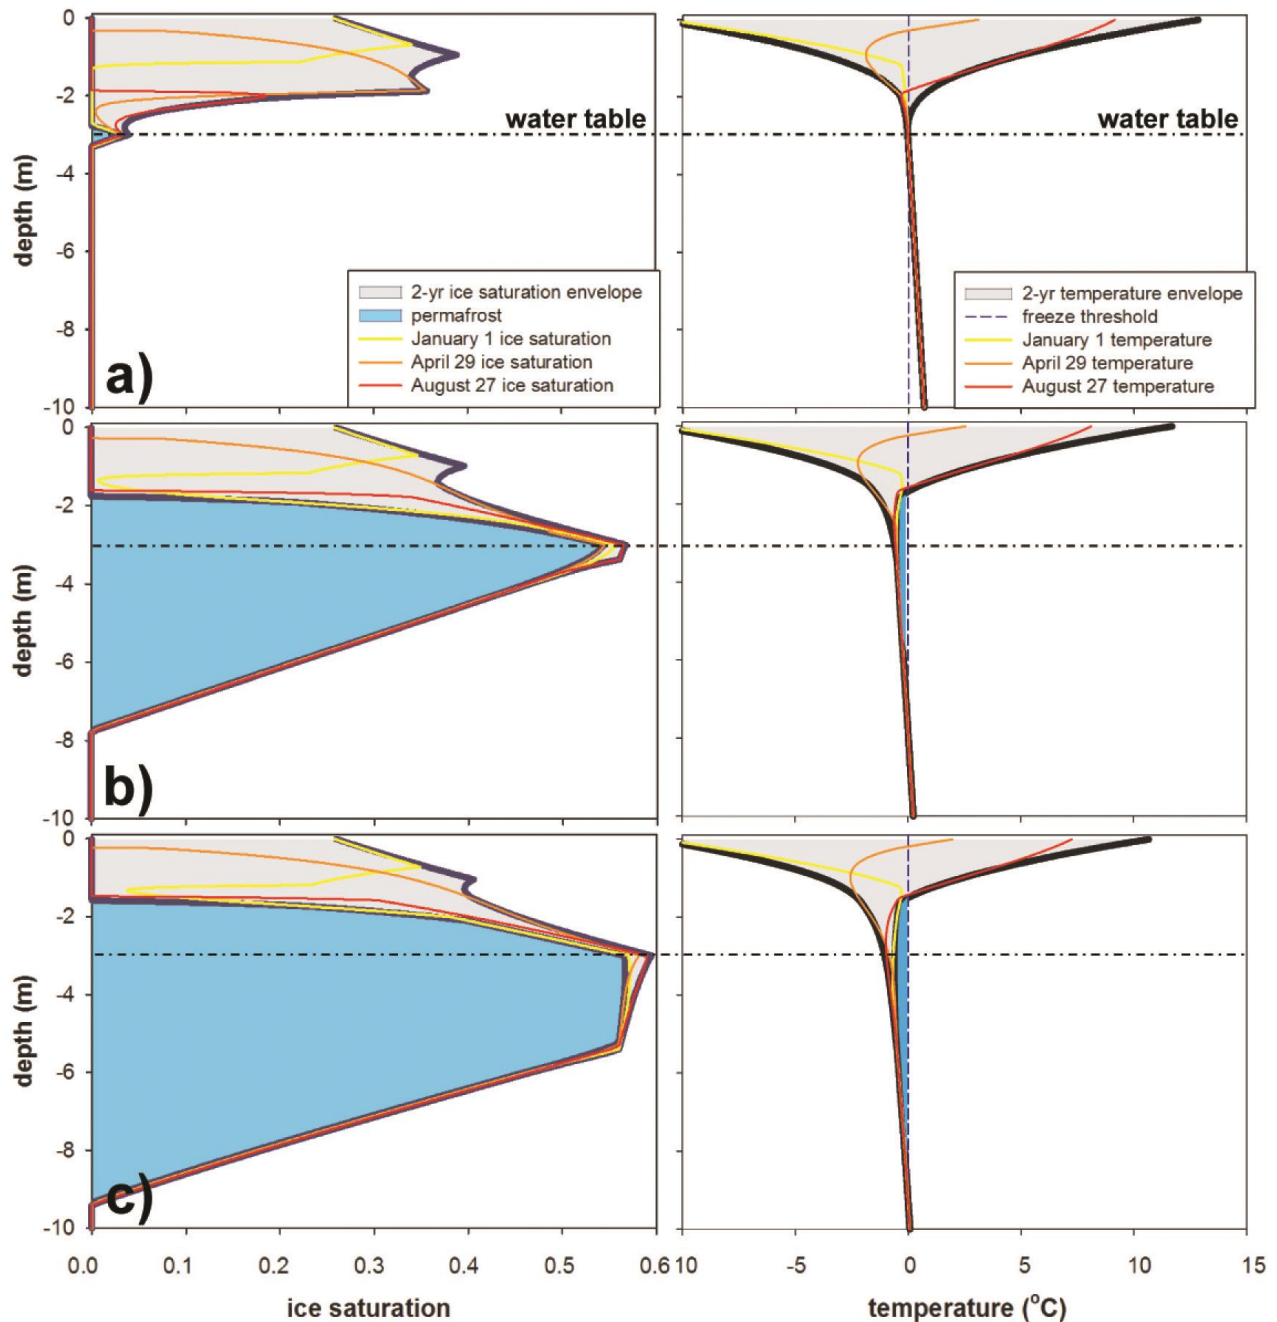 0
-2
-4
-6
-8
-10
depth (m)
water table
2-yr ice saturation envelope
permafrost
January 1 ice saturation
April 29 ice saturation
August 27 ice saturation
a)
water table
2-yr temperature envelope
freeze threshold
January 1 temperature
April 29 temperature
August 27 temperature
0
-2
-4
-6
-8
-10
depth (m)
b)
0
-2
-4
-6
-8
-10
depth (m)
c)
0.0 0.1 0.2 0.3 0.4 0.5 0.6
ice saturation
10 -5 0 5 10 15
temperature (°C)